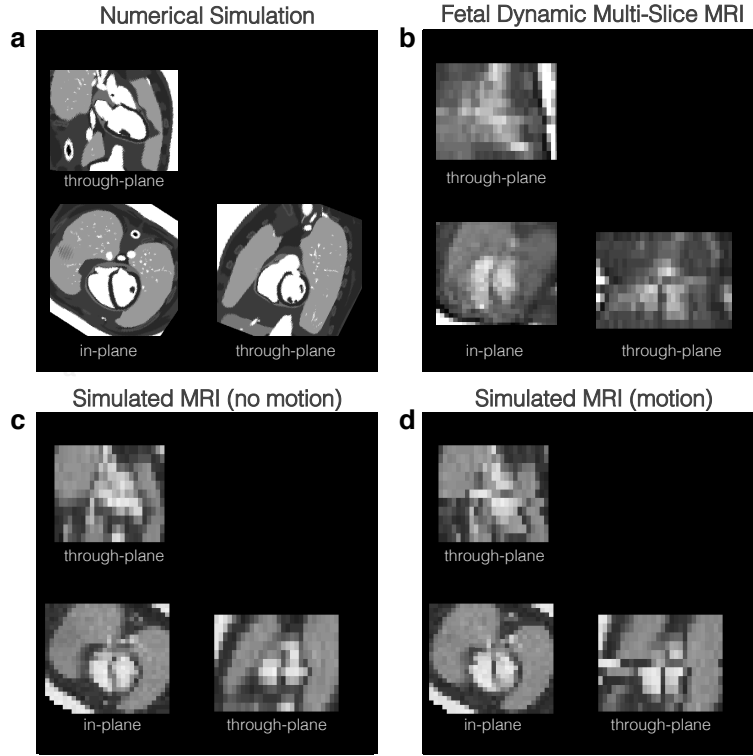 Numerical Simulation
Fetal Dynamic Multi-Slice MRI
a
b
through-plane
through-plane
in-plane
through-plane
in-plane
through-plane
Simulated MRI (no motion)
Simulated MRI (motion)
c
d
through-plane
through-plane
in-plane
through-plane
in-plane
through-plane